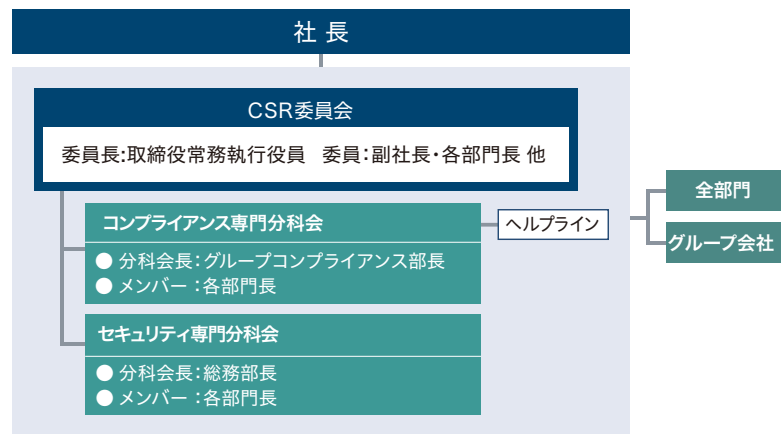 社 長
CSR委員会
委員長:取締役常務執行役員 委員:副社長・各部門長 他
コンプライアンス専門分科会
ヘルプライン
● 分科会長:グループコンプライアンス部長
● メンバー :各部門長
セキュリティ専門分科会
● 分科会長:総務部長
● メンバー :各部門長
全部門
グループ会社